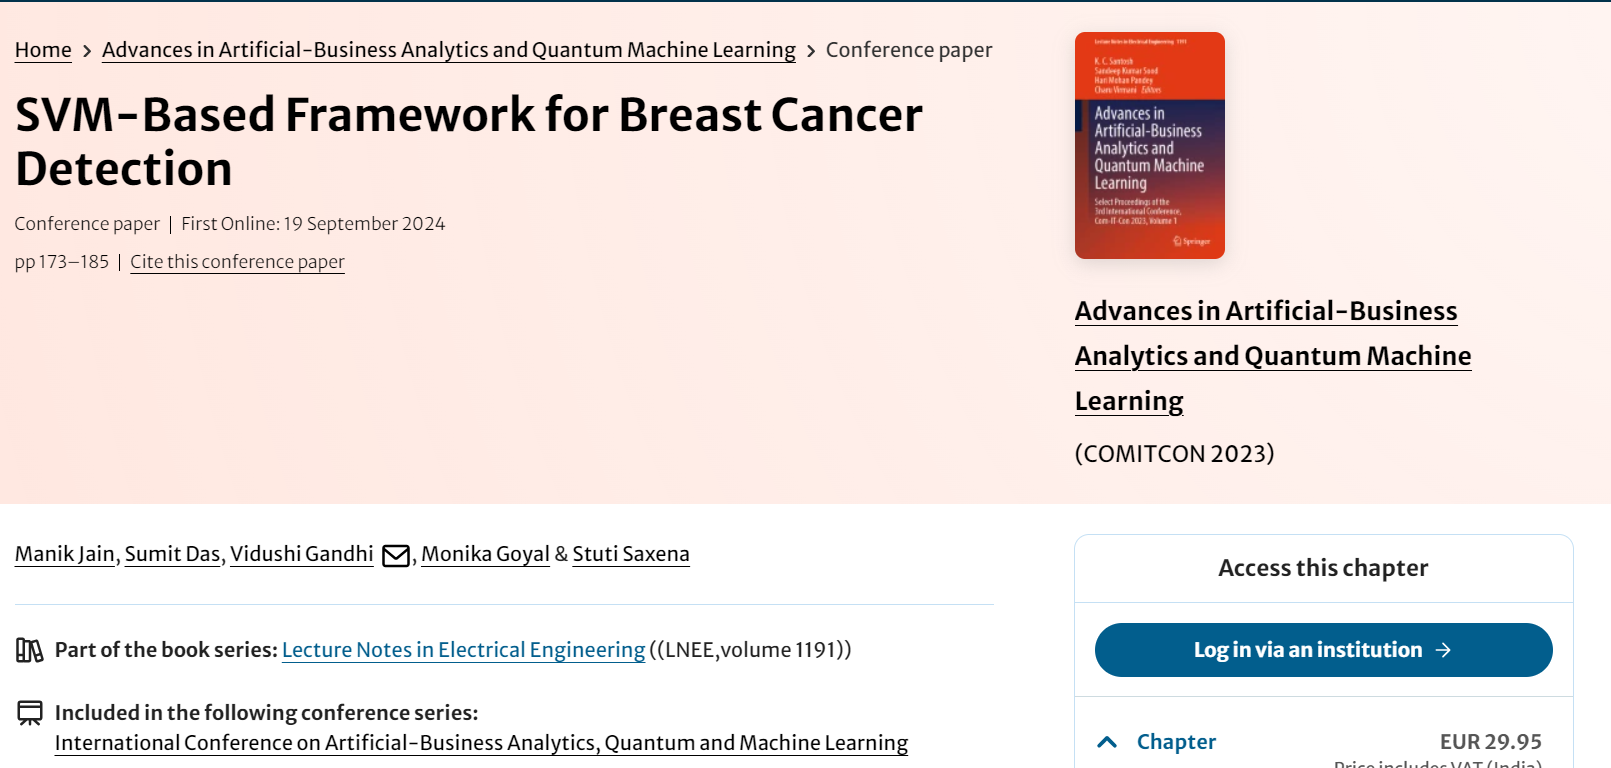 Home > Advances in Artificial-Business Analytics and Quantum Machine Learning > Conference paper
SVM-Based Framework for Breast Cancer
Detection
Conference paper | First Online: 19 September 2024
pp 173–185 | Cite this conference paper
Lecture Notes in Electrical Engineering 1191
K. C. Santosh
Sandeep Kumar Sood
Hari Mohan Pandey
Charu Virmani Editors
Advances in
Artificial-Business
Analytics and
Quantum Machine
Learning
Select Proceedings of the
3rd International Conference,
Com-IT-Con 2023, Volume 1
Springer
Advances in Artificial-Business
Analytics and Quantum Machine
Learning
(COMITCON 2023)
Manik Jain, Sumit Das, Vidushi Gandhi, Monika Goyal & Stuti Saxena
Part of the book series: Lecture Notes in Electrical Engineering ((LNEE,volume 1191))
Included in the following conference series:
International Conference on Artificial-Business Analytics, Quantum and Machine Learning
Access this chapter
Log in via an institution →
Chapter EUR 29.95
Price includes VAT (India)